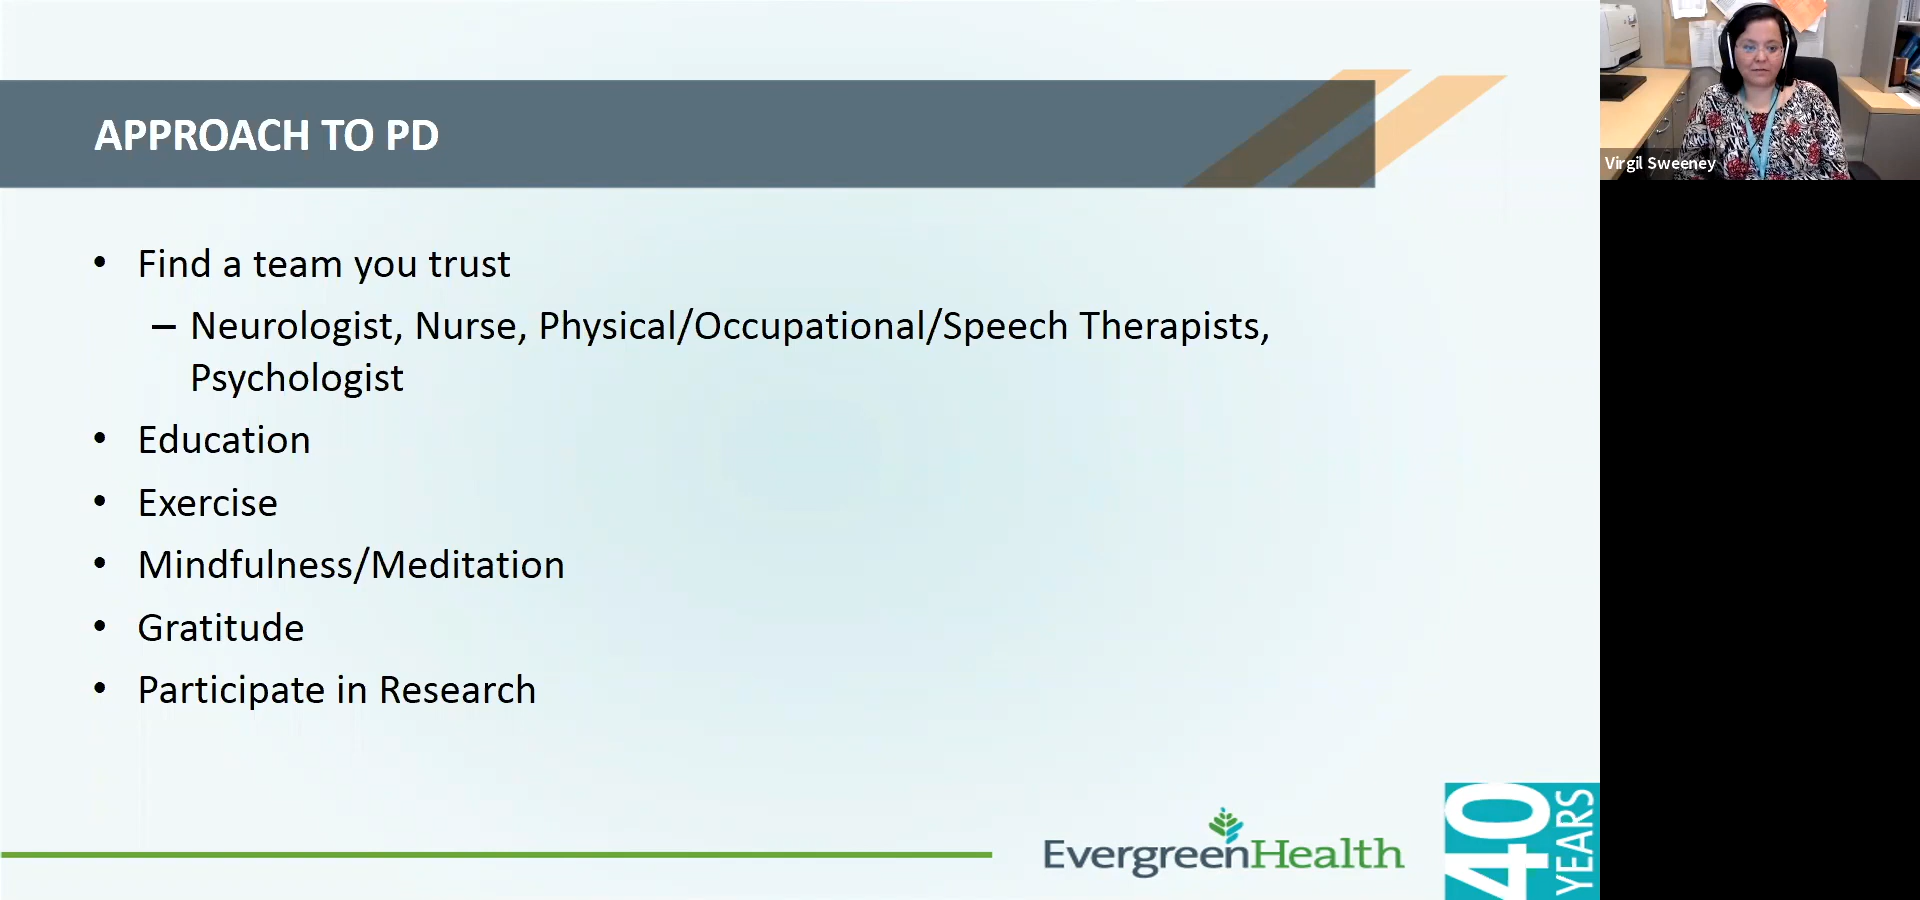 APPROACH TO PD
• Find a team you trust
– Neurologist, Nurse, Physical/Occupational/Speech Therapists,
Psychologist
• Education
• Exercise
• Mindfulness/Meditation
• Gratitude
• Participate in Research
EvergreenHealth
40
YEARS
Virgil Sweeney